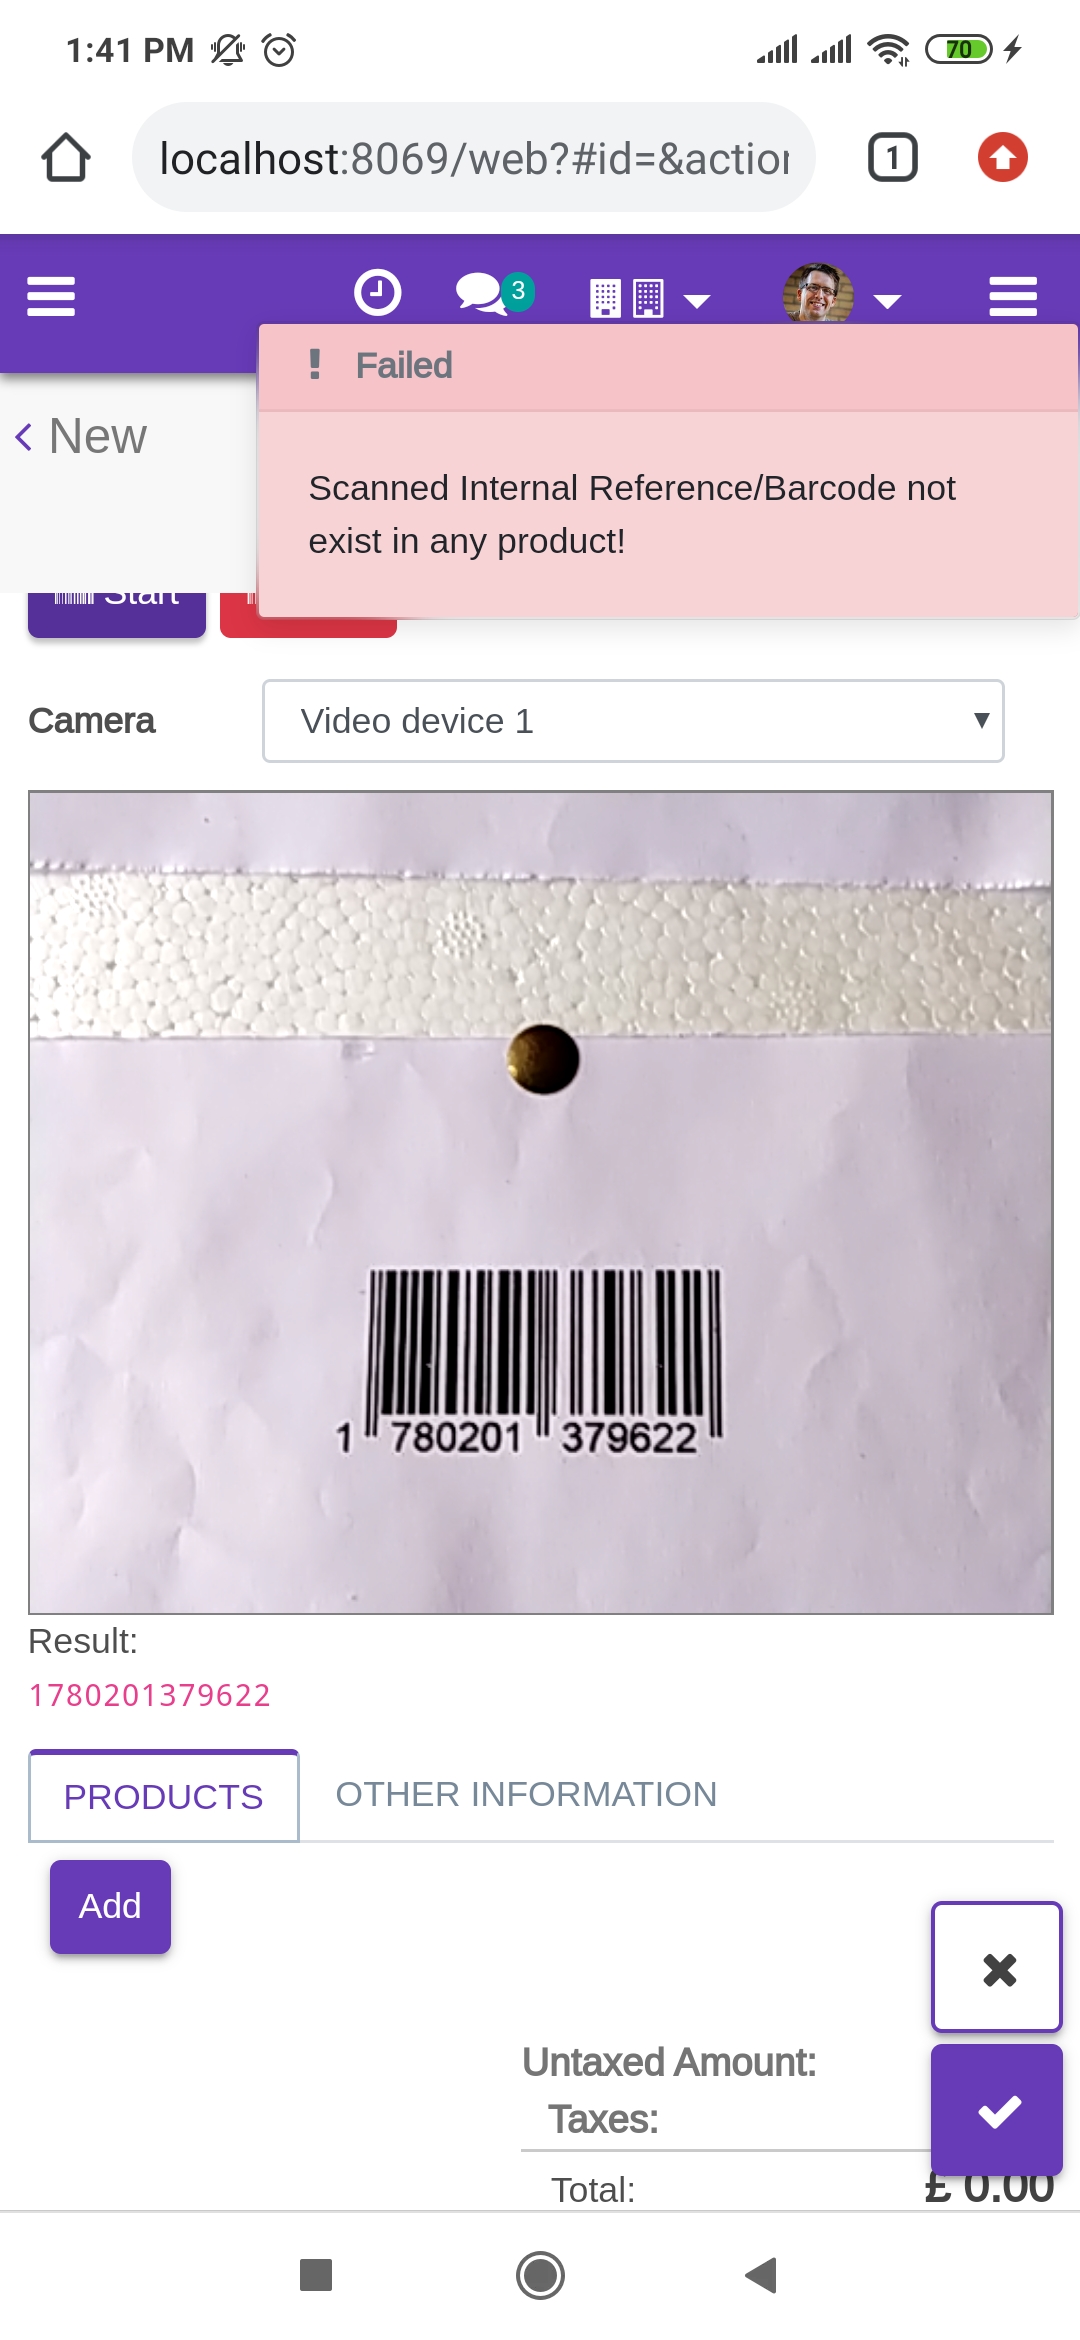 1:41 PM
70
localhost:8069/web?#id=&action
1
3
Failed
New
Scanned Internal Reference/Barcode not
exist in any product!
Start
Camera
Video device 1
1 780201 379622
Result:
1780201379622
PRODUCTS
OTHER INFORMATION
Add
Untaxed Amount:
Taxes:
Total:
£ 0.00